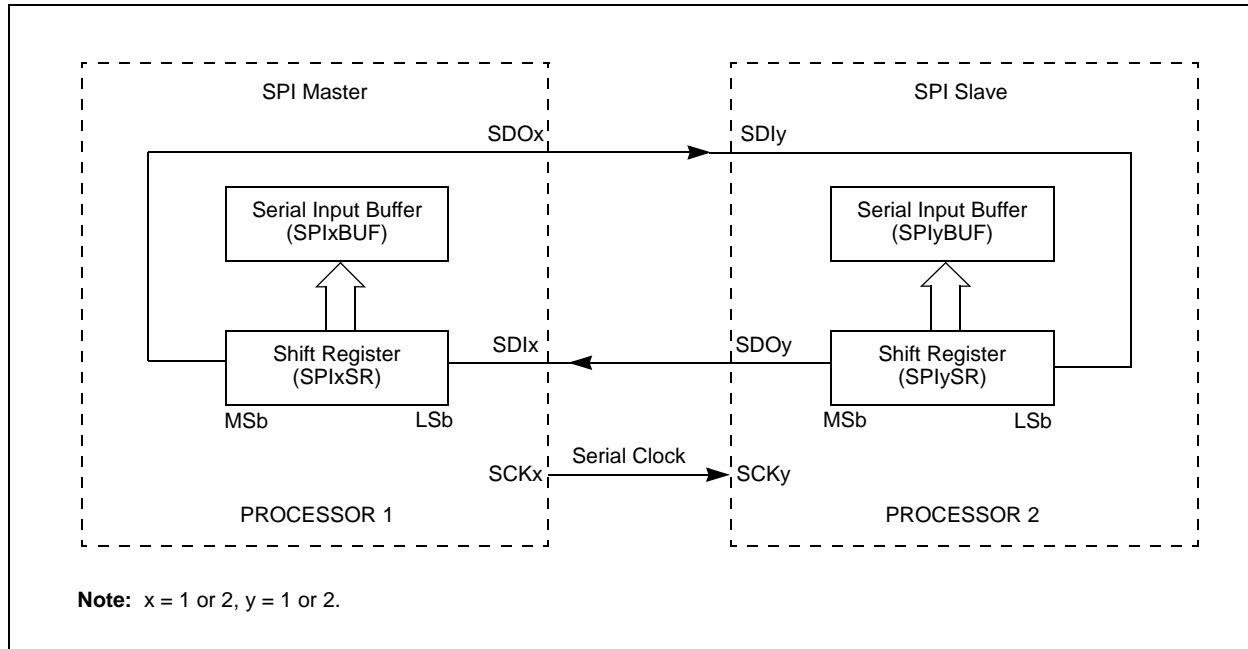 SPI Master
SPI Slave
SDOx
SDIy
Serial Input Buffer
(SPIxBUF)
Serial Input Buffer
(SPIyBUF)
Shift Register
(SPIxSR)
SDIx
SDOy
Shift Register
(SPIySR)
MSb
LSb
MSb
LSb
Serial Clock
SCKx
SCKy
PROCESSOR 1
PROCESSOR 2
Note: x = 1 or 2, y = 1 or 2.